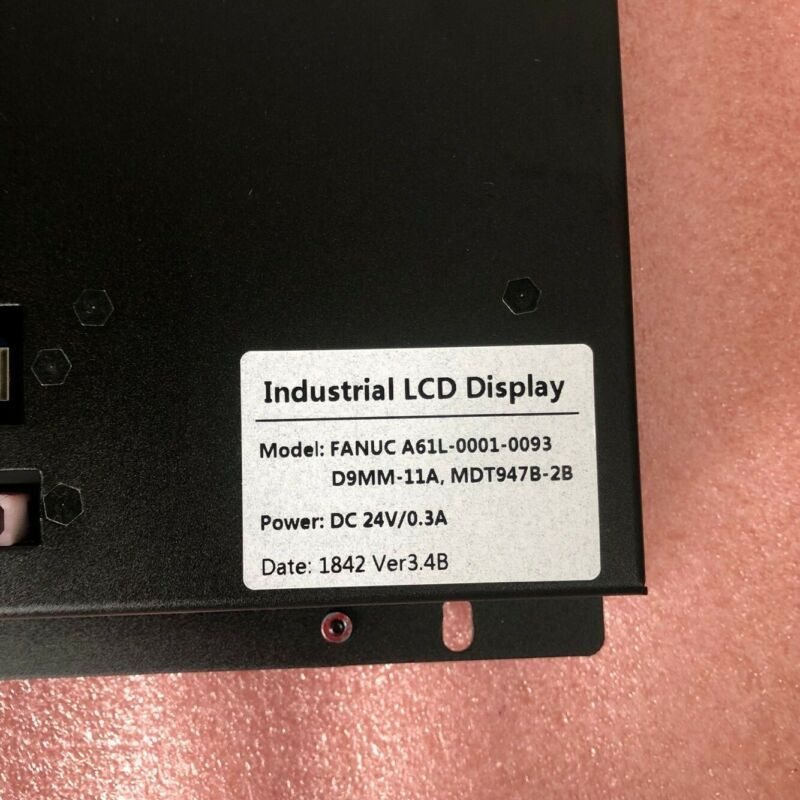 Industrial LCD Display
Model: FANUC A61L-0001-0093
D9MM-11A, MDT947B-2B
Power: DC 24V/0.3A
Date: 1842 Ver3.4B